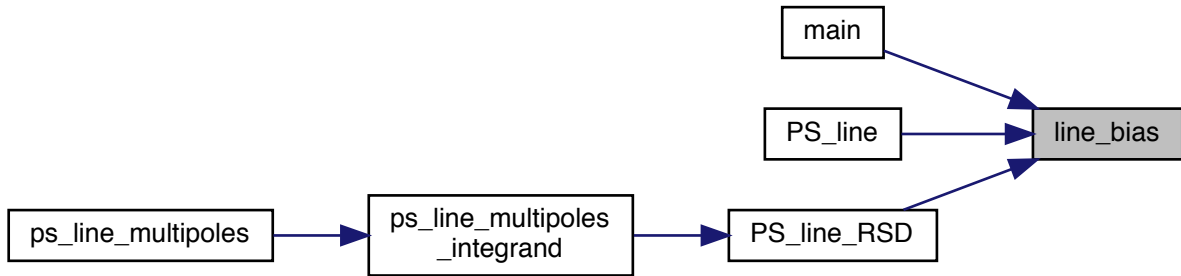 main
PS_line
line_bias
ps_line_multipoles
ps_line_multipoles
_integrand
PS_line_RSD